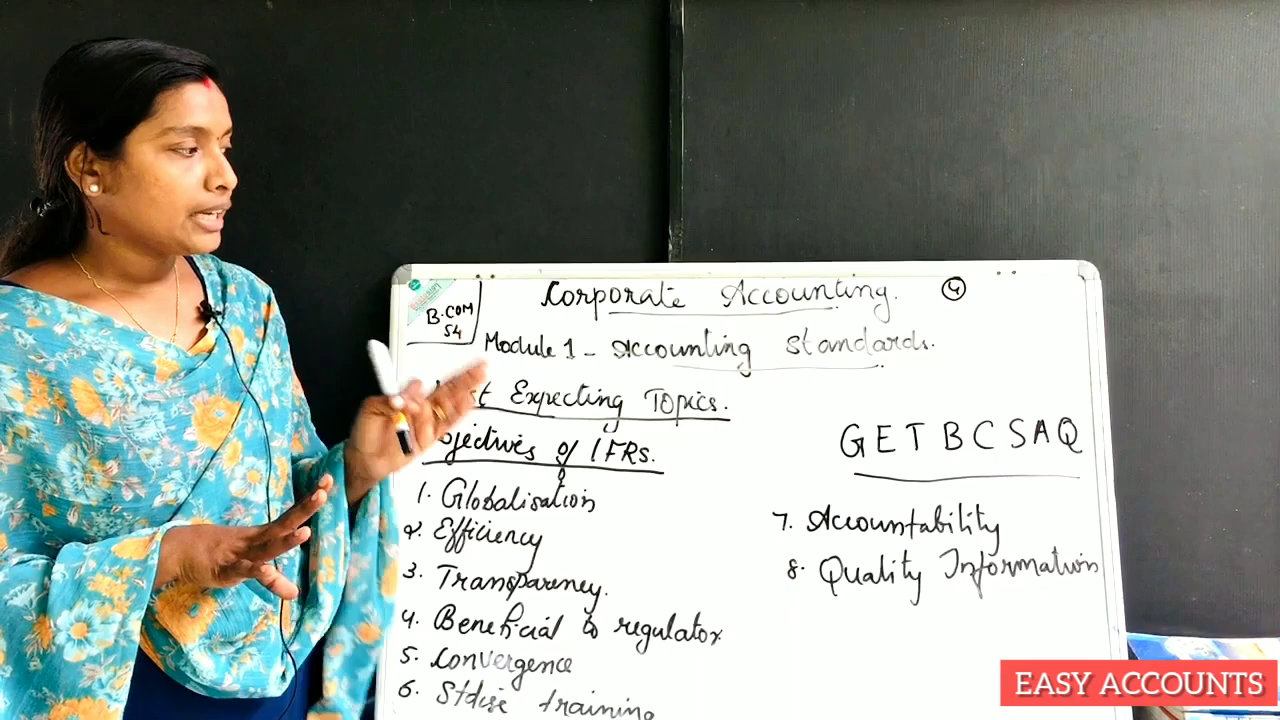 B.COM
S4
Corporate Accounting. 4
Module 1 - Accounting Standards.
Expecting Topics.
of IFRs.
GETBCSAQ
1. Globalisation
2. Efficiency
3. Transparency.
4. Beneficial to regulator
5. Convergence
6. Stdise training
7. Accountability
8. Quality Information
EASY ACCOUNTS